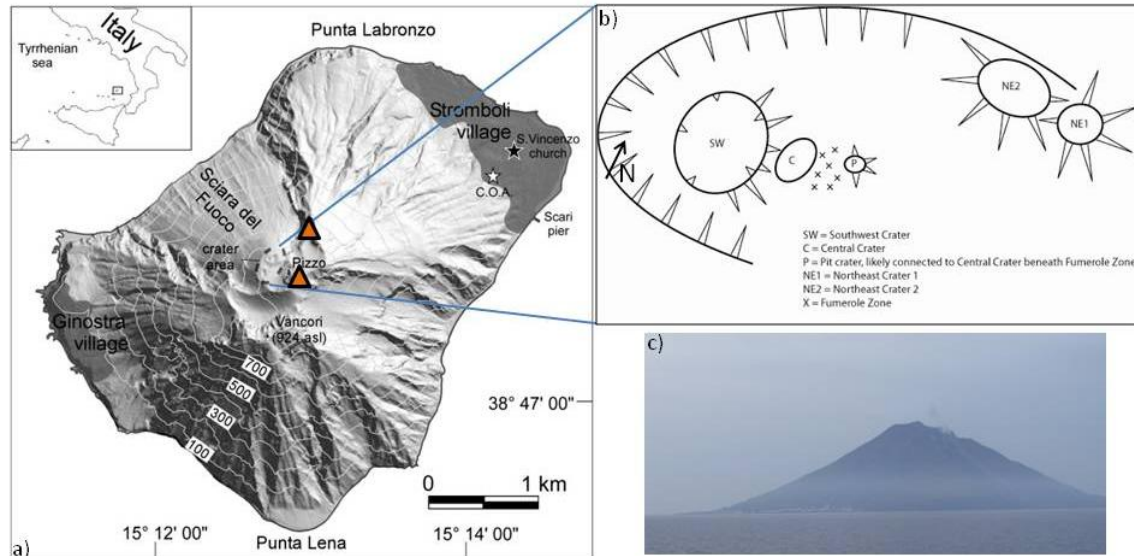 Italy
Tyrrhenian
sea
Punta Labronzo
Stromboli
village
S.Vincenzo
church
C.O.A.
Scari
pier
Sciara del
Fuoco
crater
area
Pizzo
Vancori
(924 asl)
Ginostra
village
700
500
300
100
38° 47' 00"
0
1 km
15° 12' 00"
15° 14' 00"
Punta Lena
a)
b)
N
SW
C
P
NE2
NE1
SW = Southwest Crater
C = Central Crater
P = Pit crater, likely connected to Central Crater beneath Fumerole Zone
NE1 = Northeast Crater 1
NE2 = Northeast Crater 2
X = Fumerole Zone
c)